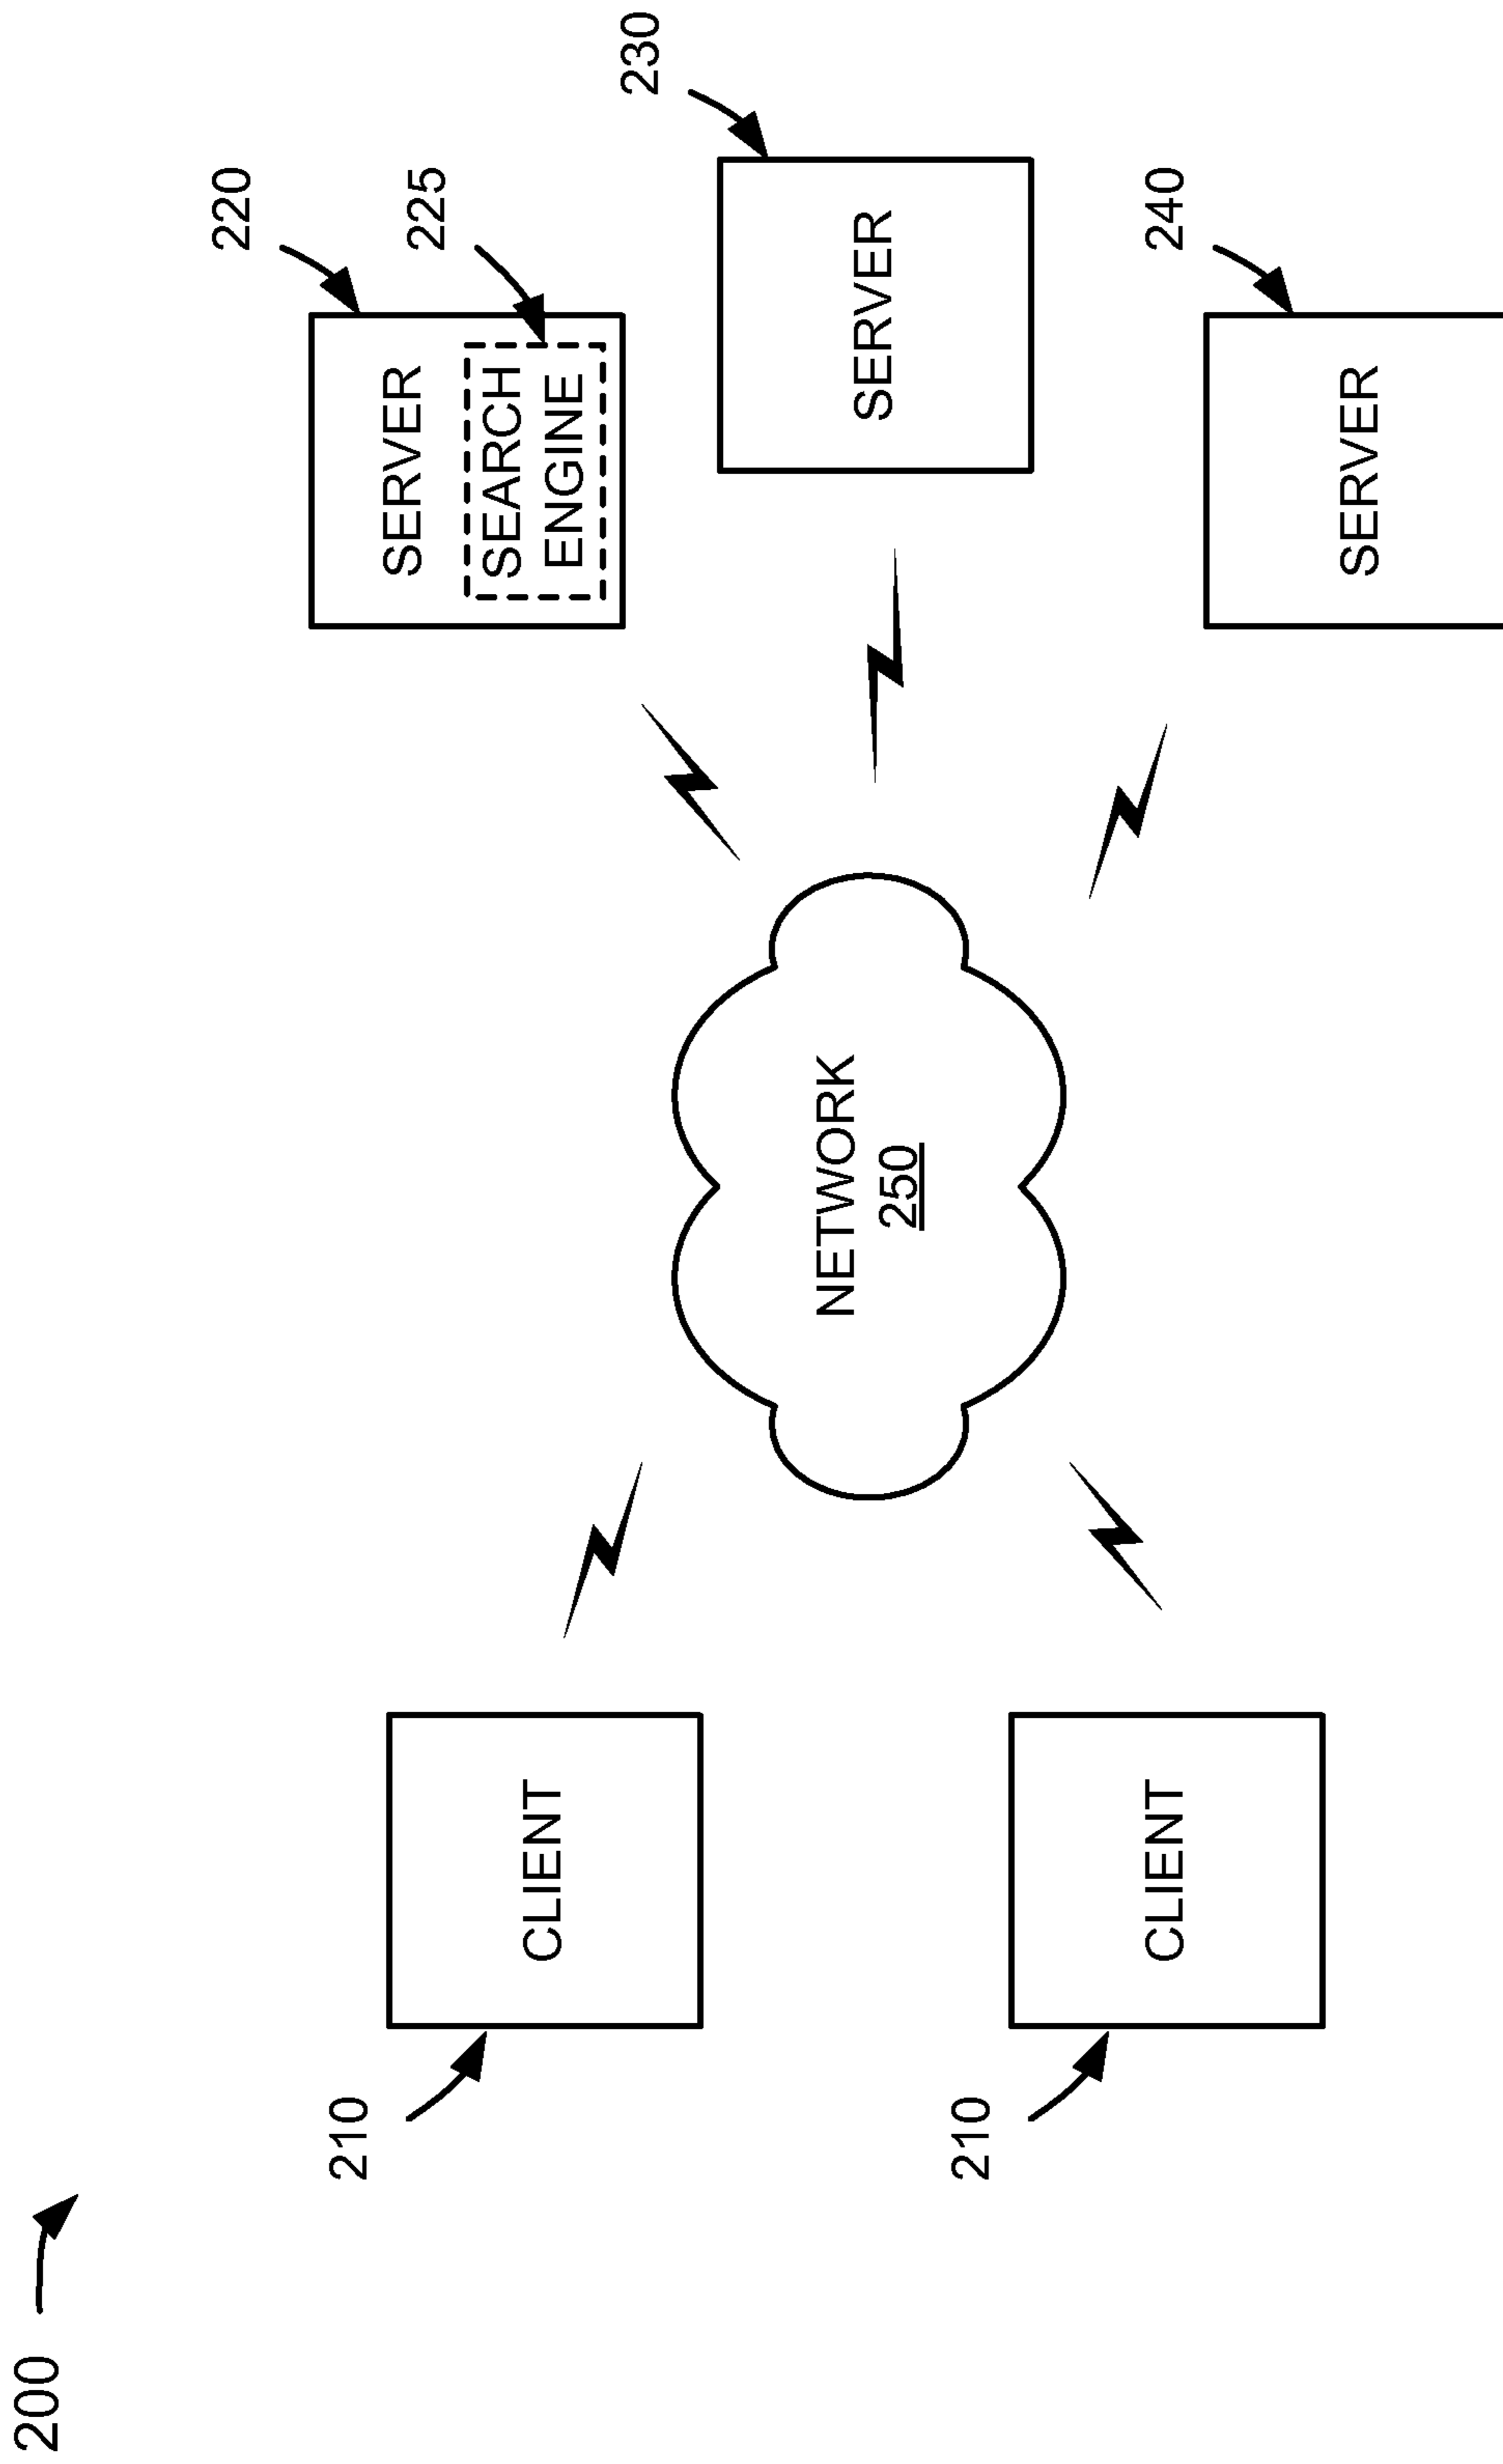 200
210
CLIENT
210
CLIENT
NETWORK
250
220
SERVER
225
SEARCH
ENGINE
230
SERVER
240
SERVER